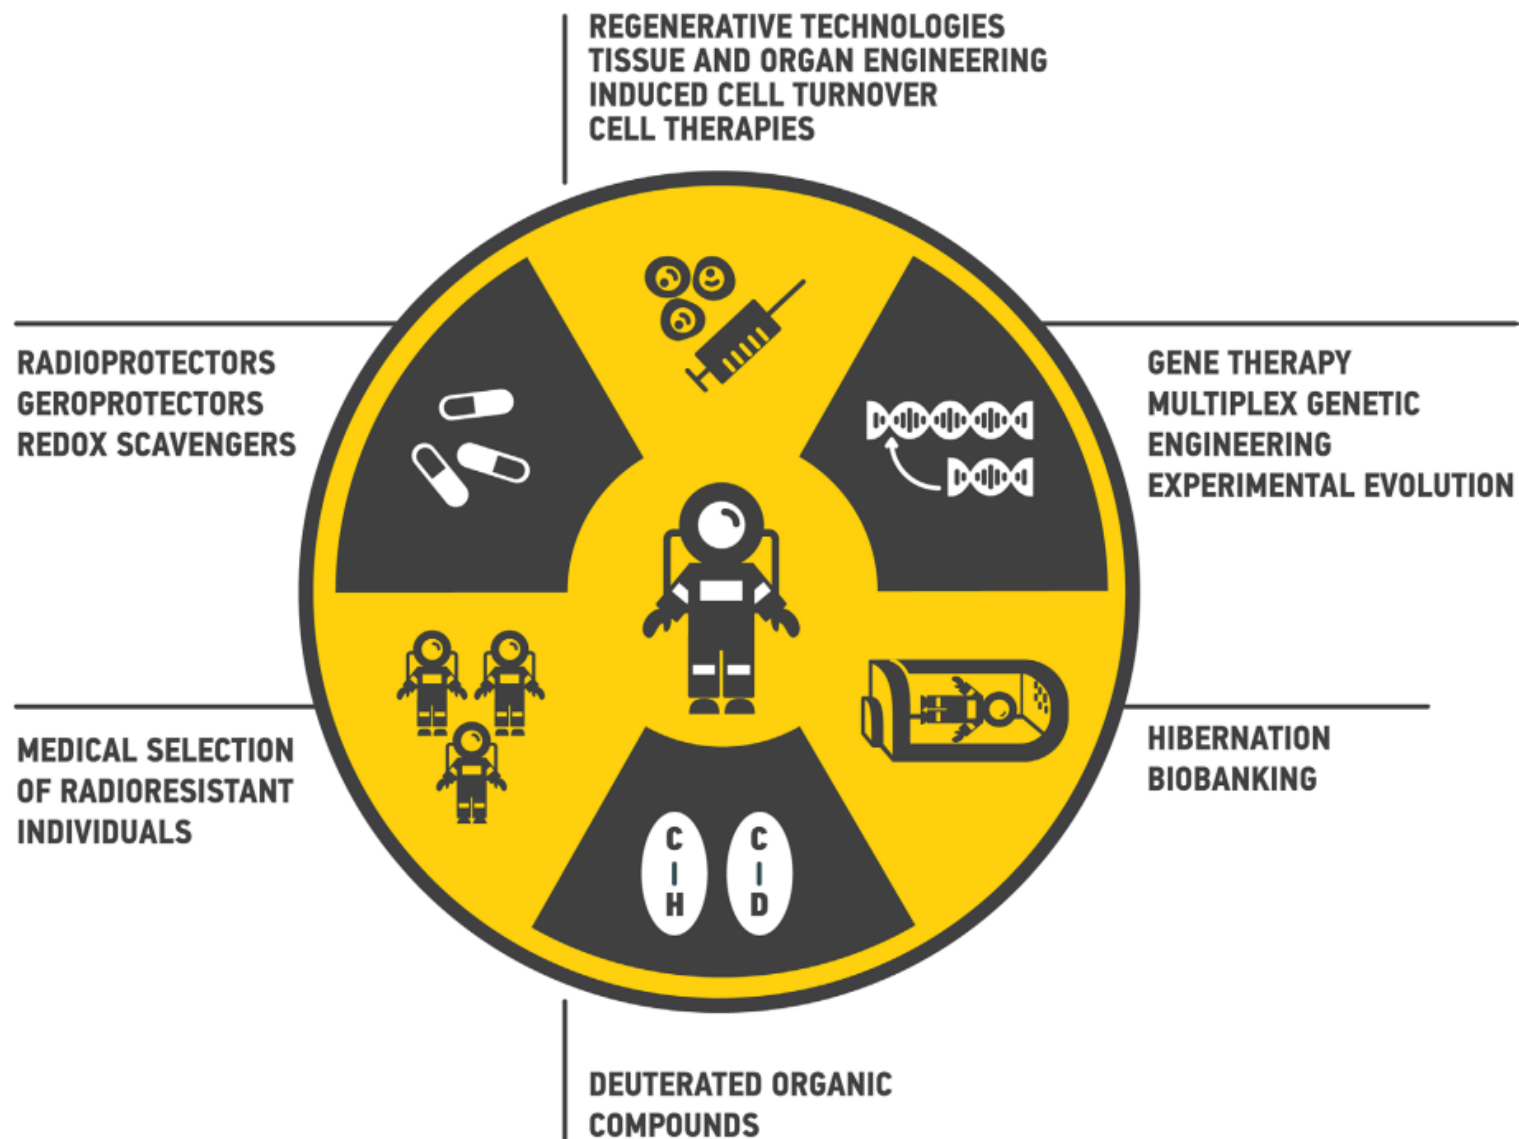 REGENERATIVE TECHNOLOGIES
TISSUE AND ORGAN ENGINEERING
INDUCED CELL TURNOVER
CELL THERAPIES
RADIOPROTECTORS
GEROPROTECTORS
REDOX SCAVENGERS
GENE THERAPY
MULTIPLEX GENETIC
ENGINEERING
EXPERIMENTAL EVOLUTION
MEDICAL SELECTION
OF RADIORESISTANT
INDIVIDUALS
HIBERNATION
BIOBANKING
C
H
C
D
DEUTERATED ORGANIC
COMPOUNDS